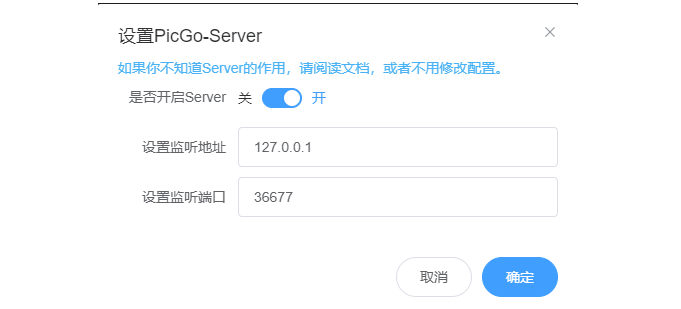 设置PicGo-Server
如果你不知道Server的作用，请阅读文档，或者不用修改配置。
是否开启Server 关 开
设置监听地址 127.0.0.1
设置监听端口 36677
取消 确定